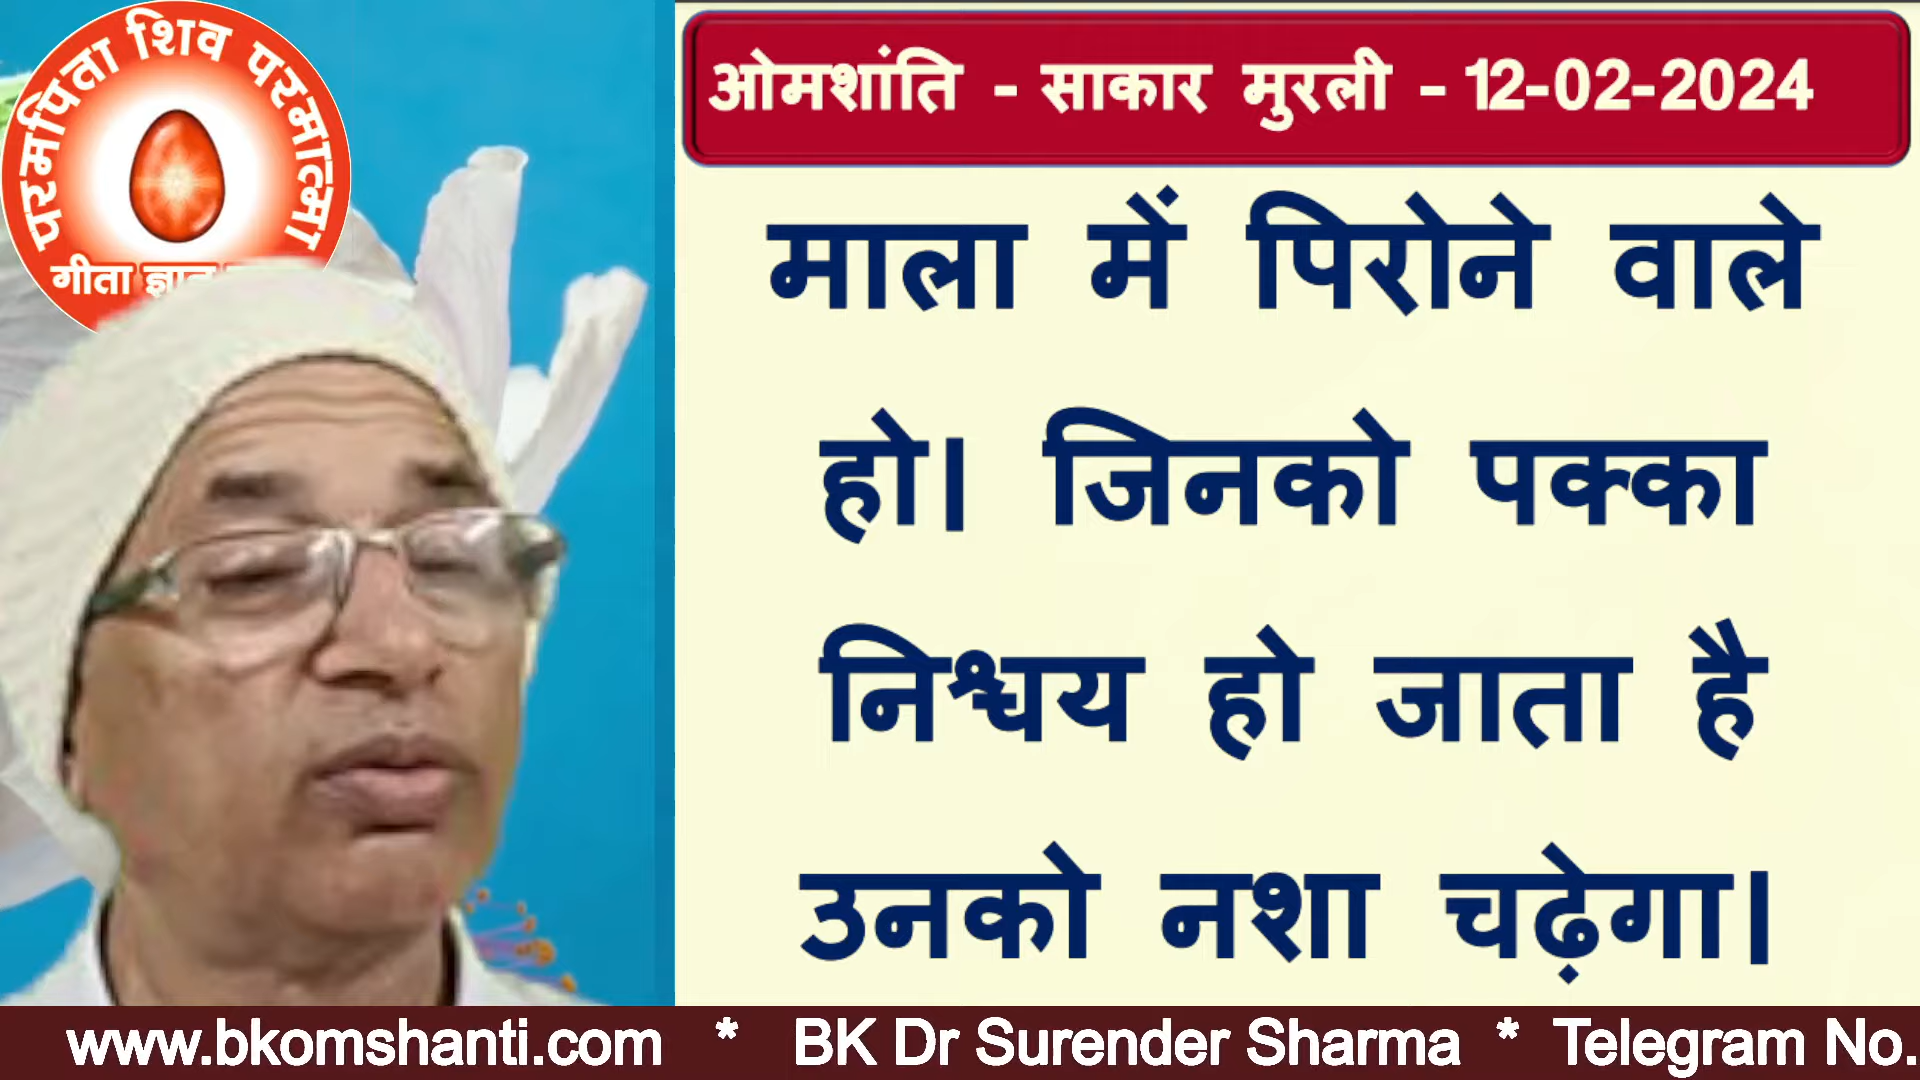 परमपिता शिव परमात्मा
गीता ज्ञान
ओमशांति - साकार मुरली - 12-02-2024
माला में पिरोने वाले
हो। जिनको पक्का
निश्चय हो जाता है
उनको नशा चढ़ेगा।
www.bkomshanti.com * BK Dr Surender Sharma * Telegram No.